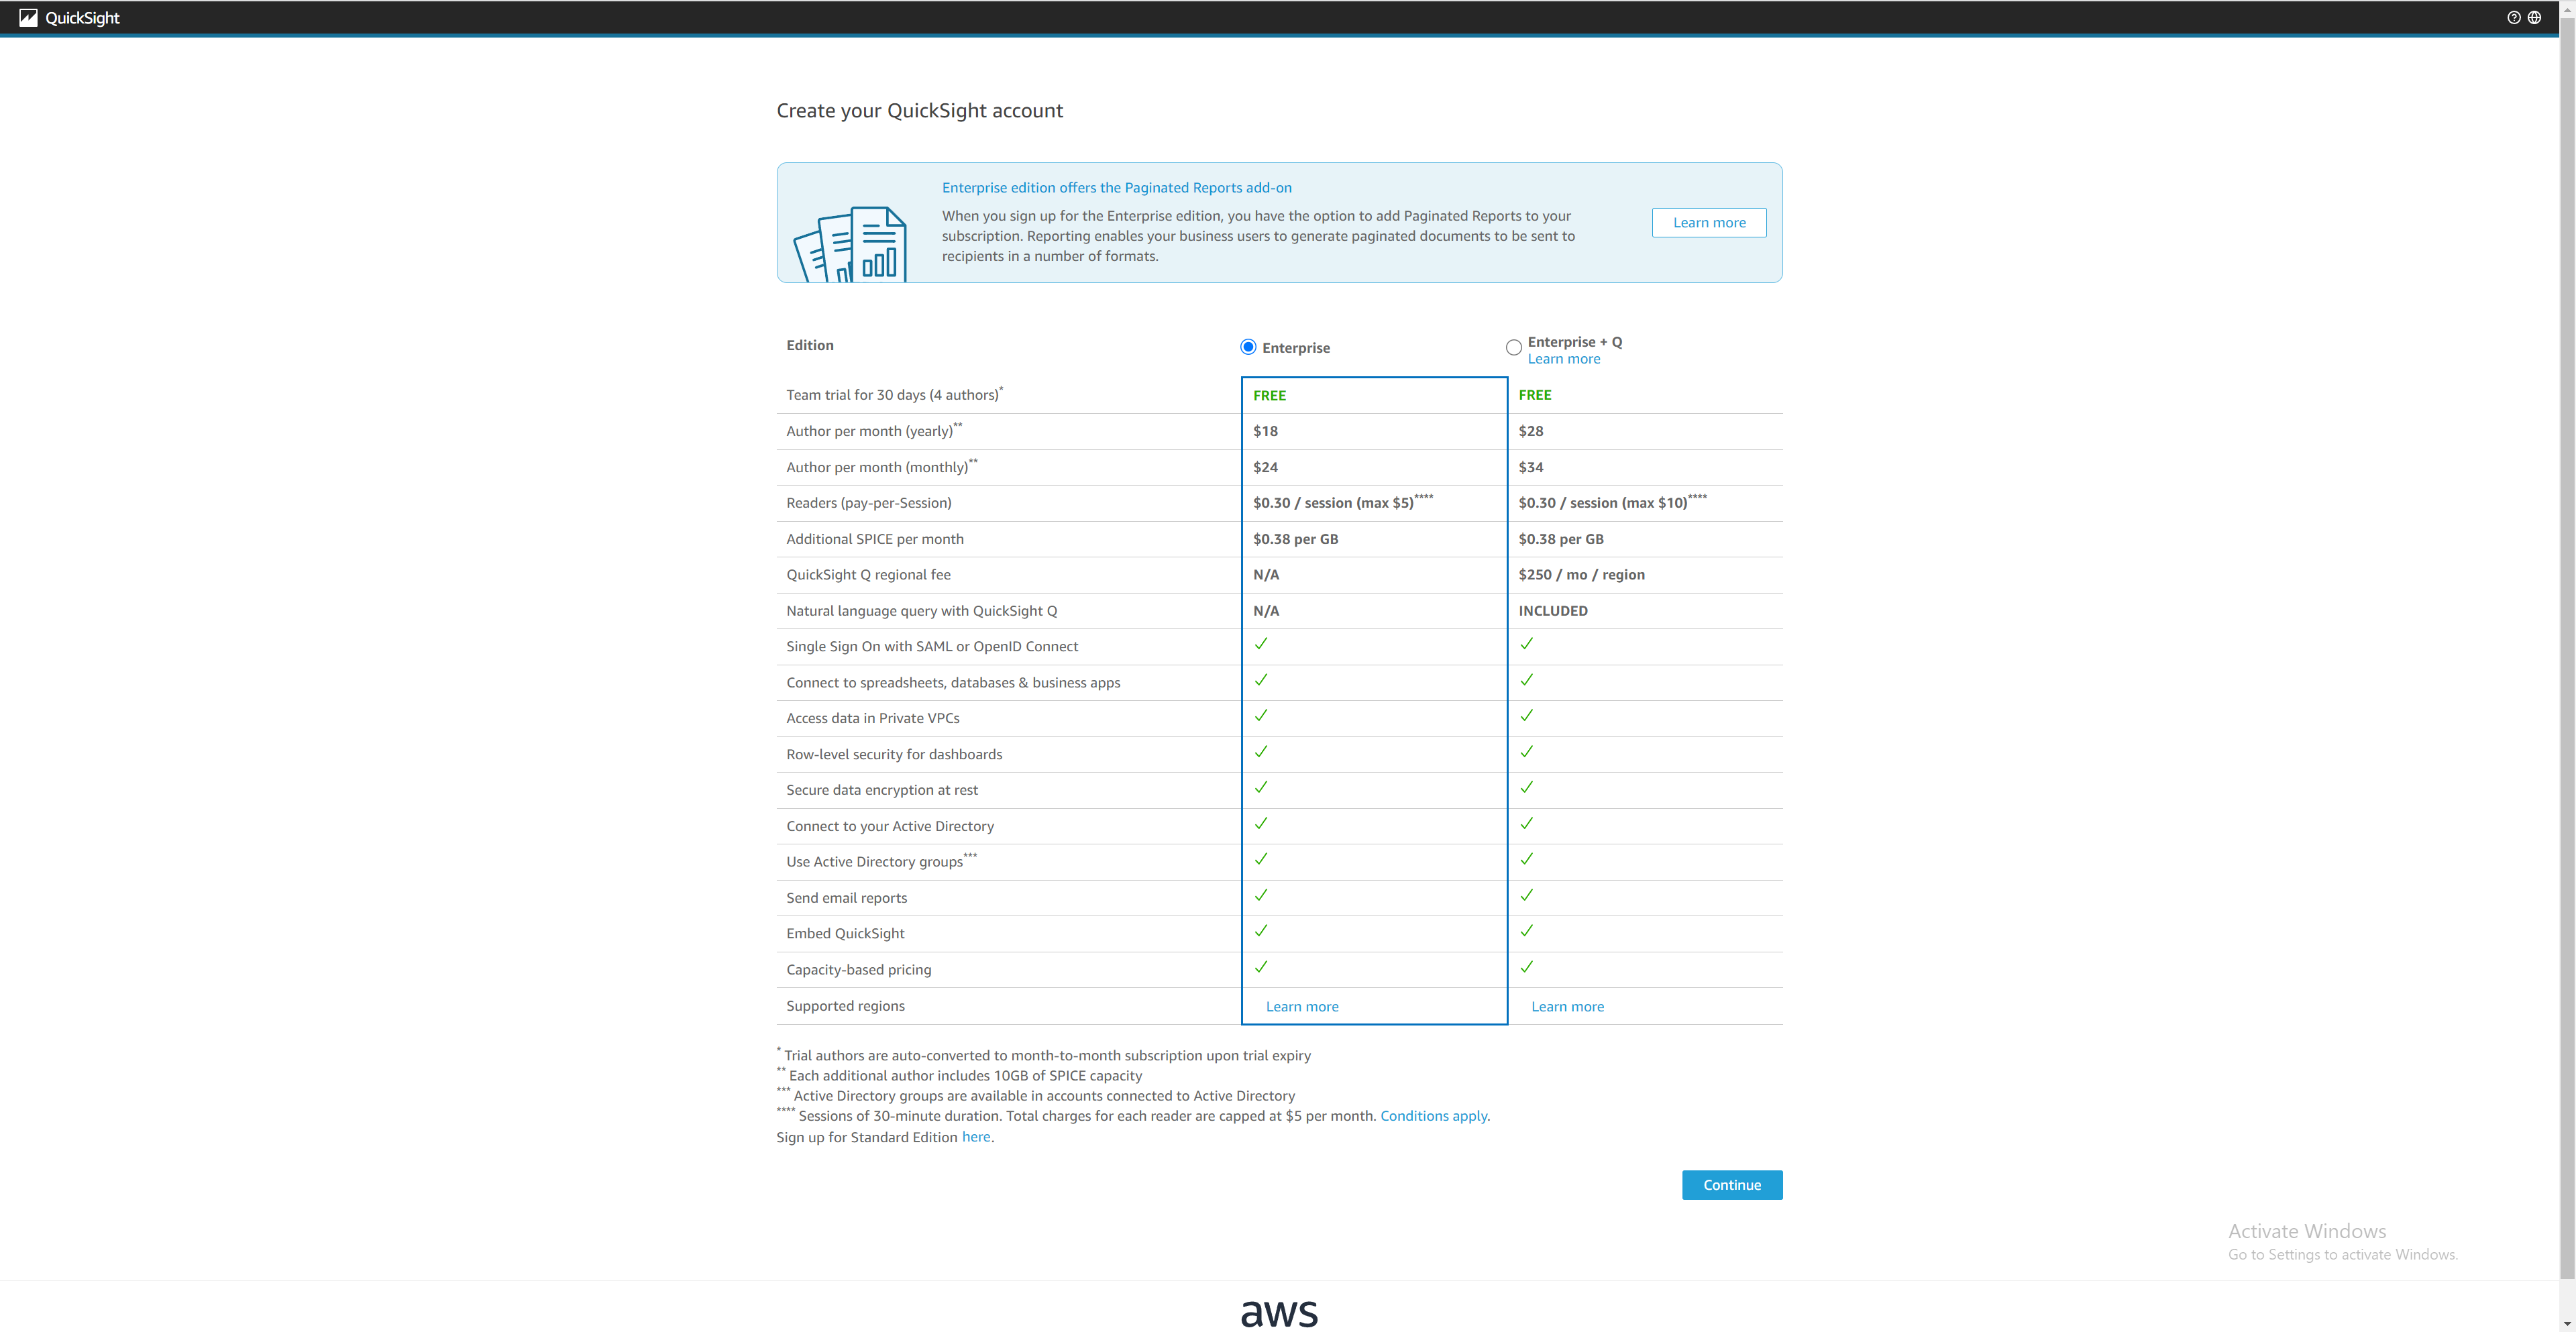 QuickSight
Create your QuickSight account
Enterprise edition offers the Paginated Reports add-on
When you sign up for the Enterprise edition, you have the option to add Paginated Reports to your
subscription. Reporting enables your business users to generate paginated documents to be sent to
recipients in a number of formats.
Learn more
Edition Enterprise Enterprise + Q
Learn more
Team trial for 30 days (4 authors)* FREE FREE
Author per month (yearly)** $18 $28
Author per month (monthly)** $24 $34
Readers (pay-per-Session) $0.30 / session (max $5)**** $0.30 / session (max $10)****
Additional SPICE per month $0.38 per GB $0.38 per GB
QuickSight Q regional fee N/A $250 / mo / region
Natural language query with QuickSight Q N/A INCLUDED
Single Sign On with SAML or OpenID Connect
Connect to spreadsheets, databases & business apps
Access data in Private VPCs
Row-level security for dashboards
Secure data encryption at rest
Connect to your Active Directory
Use Active Directory groups***
Send email reports
Embed QuickSight
Capacity-based pricing
Supported regions Learn more Learn more
* Trial authors are auto-converted to month-to-month subscription upon trial expiry
** Each additional author includes 10GB of SPICE capacity
*** Active Directory groups are available in accounts connected to Active Directory
**** Sessions of 30-minute duration. Total charges for each reader are capped at $5 per month. Conditions apply.
Sign up for Standard Edition here.
Continue
Activate Windows
Go to Settings to activate Windows.
aws